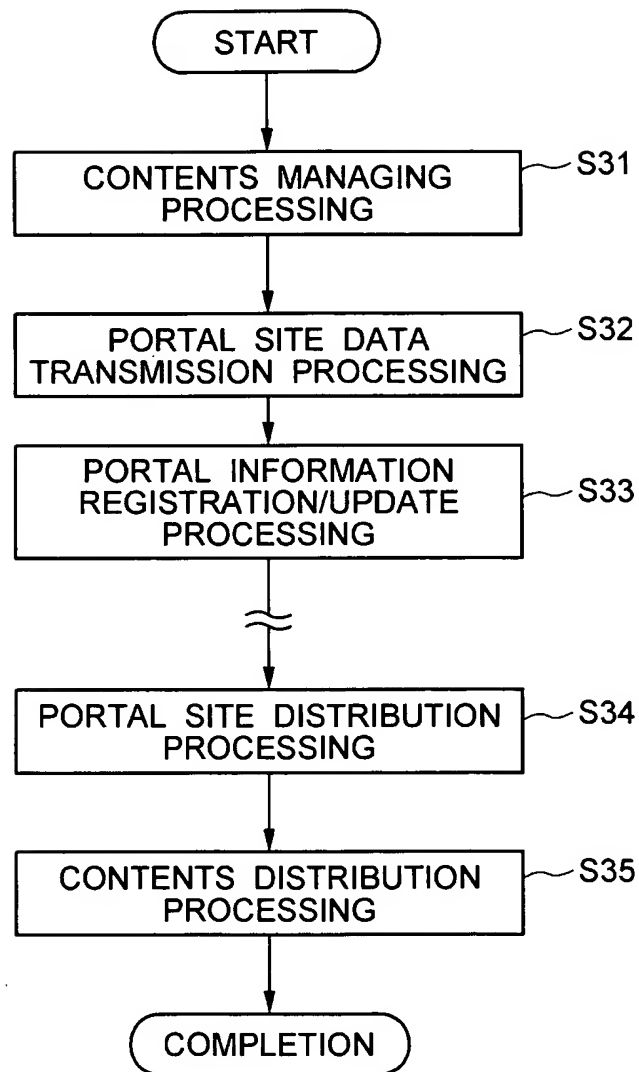 START
CONTENTS MANAGING
PROCESSING
S31
PORTAL SITE DATA
TRANSMISSION PROCESSING
S32
PORTAL INFORMATION
REGISTRATION/UPDATE
PROCESSING
S33
PORTAL SITE DISTRIBUTION
PROCESSING
S34
CONTENTS DISTRIBUTION
PROCESSING
S35
COMPLETION